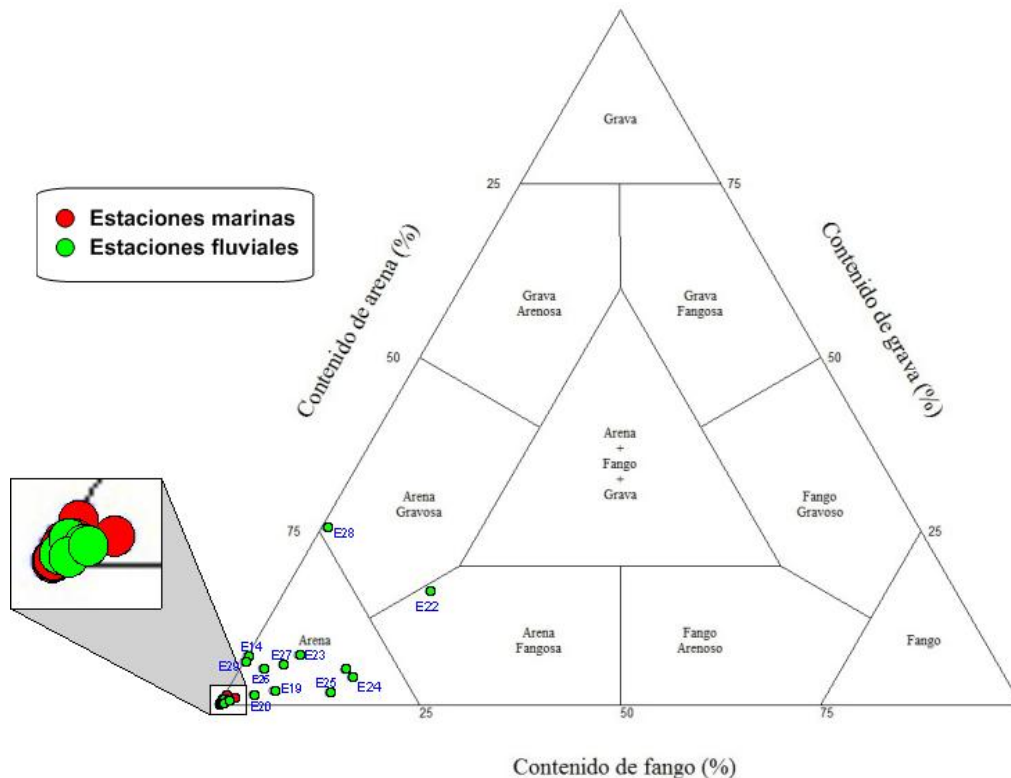 Grava
25
75
Estaciones marinas
Estaciones fluviales
Contenido de arena (%)
Contenido de grava (%)
Grava
Arenosa
Grava
Fangosa
50
50
Arena
+
Fango
+
Grava
Arena
Gravosa
Fango
Gravoso
75
E28
25
E22
E14
Arena
E29
E27
E23
Arena
Fangosa
Fango
Arenoso
Fango
E26
E25
E24
E19
E20
25
50
75
Contenido de fango (%)